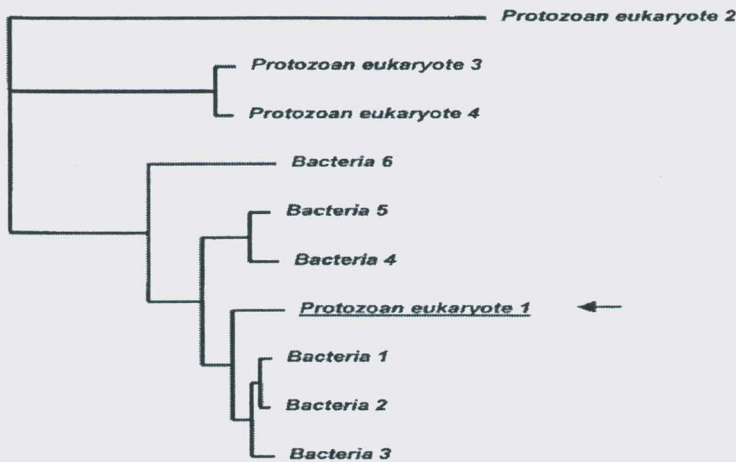 Protozoan eukaryote 2
Protozoan eukaryote 3
Protozoan eukaryote 4
Bacteria 6
Bacteria 5
Bacteria 4
Protozoan eukaryote 1
Bacteria 1
Bacteria 2
Bacteria 3